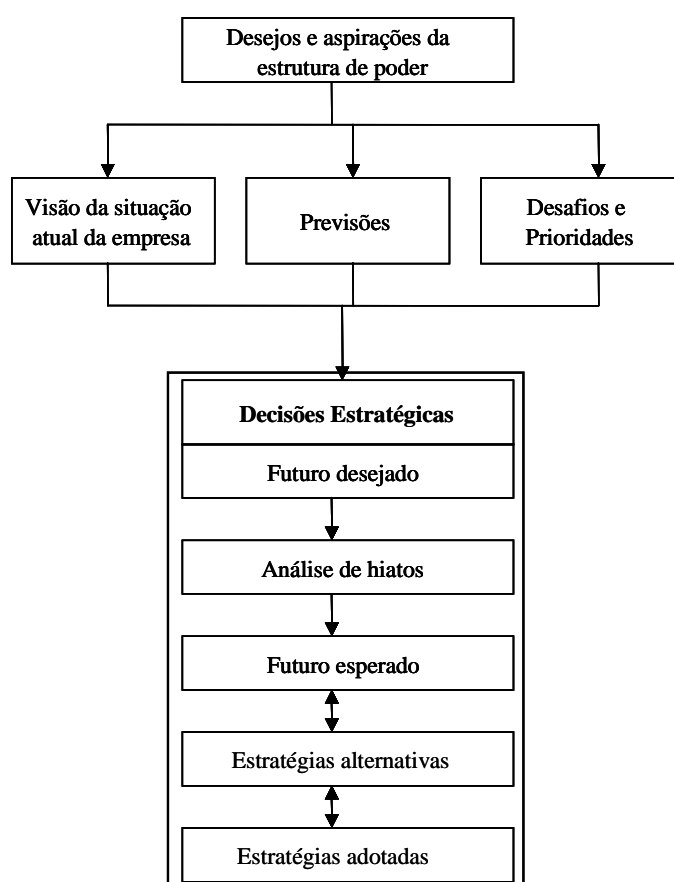 Desejos e aspirações da
estrutura de poder
Visão da situação
atual da empresa
Previsões
Desafios e
Prioridades
Decisões Estratégicas
Futuro desejado
Análise de hiatos
Futuro esperado
Estratégias alternativas
Estratégias adotadas